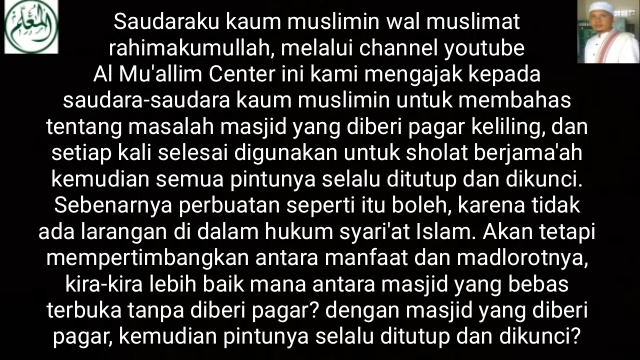 Saudaraku kaum muslimin wal muslimat
rahimakumullah, melalui channel youtube
Al Mu'allim Center ini kami mengajak kepada
saudara-saudara kaum muslimin untuk membahas
tentang masalah masjid yang diberi pagar keliling, dan
setiap kali selesai digunakan untuk sholat berjama'ah
kemudian semua pintunya selalu ditutup dan dikunci.
Sebenarnya perbuatan seperti itu boleh, karena tidak
ada larangan di dalam hukum syari'at Islam. Akan tetapi
mempertimbangkan antara manfaat dan madlorotnya,
kira-kira lebih baik mana antara masjid yang bebas
terbuka tanpa diberi pagar? dengan masjid yang diberi
pagar, kemudian pintunya selalu ditutup dan dikunci?